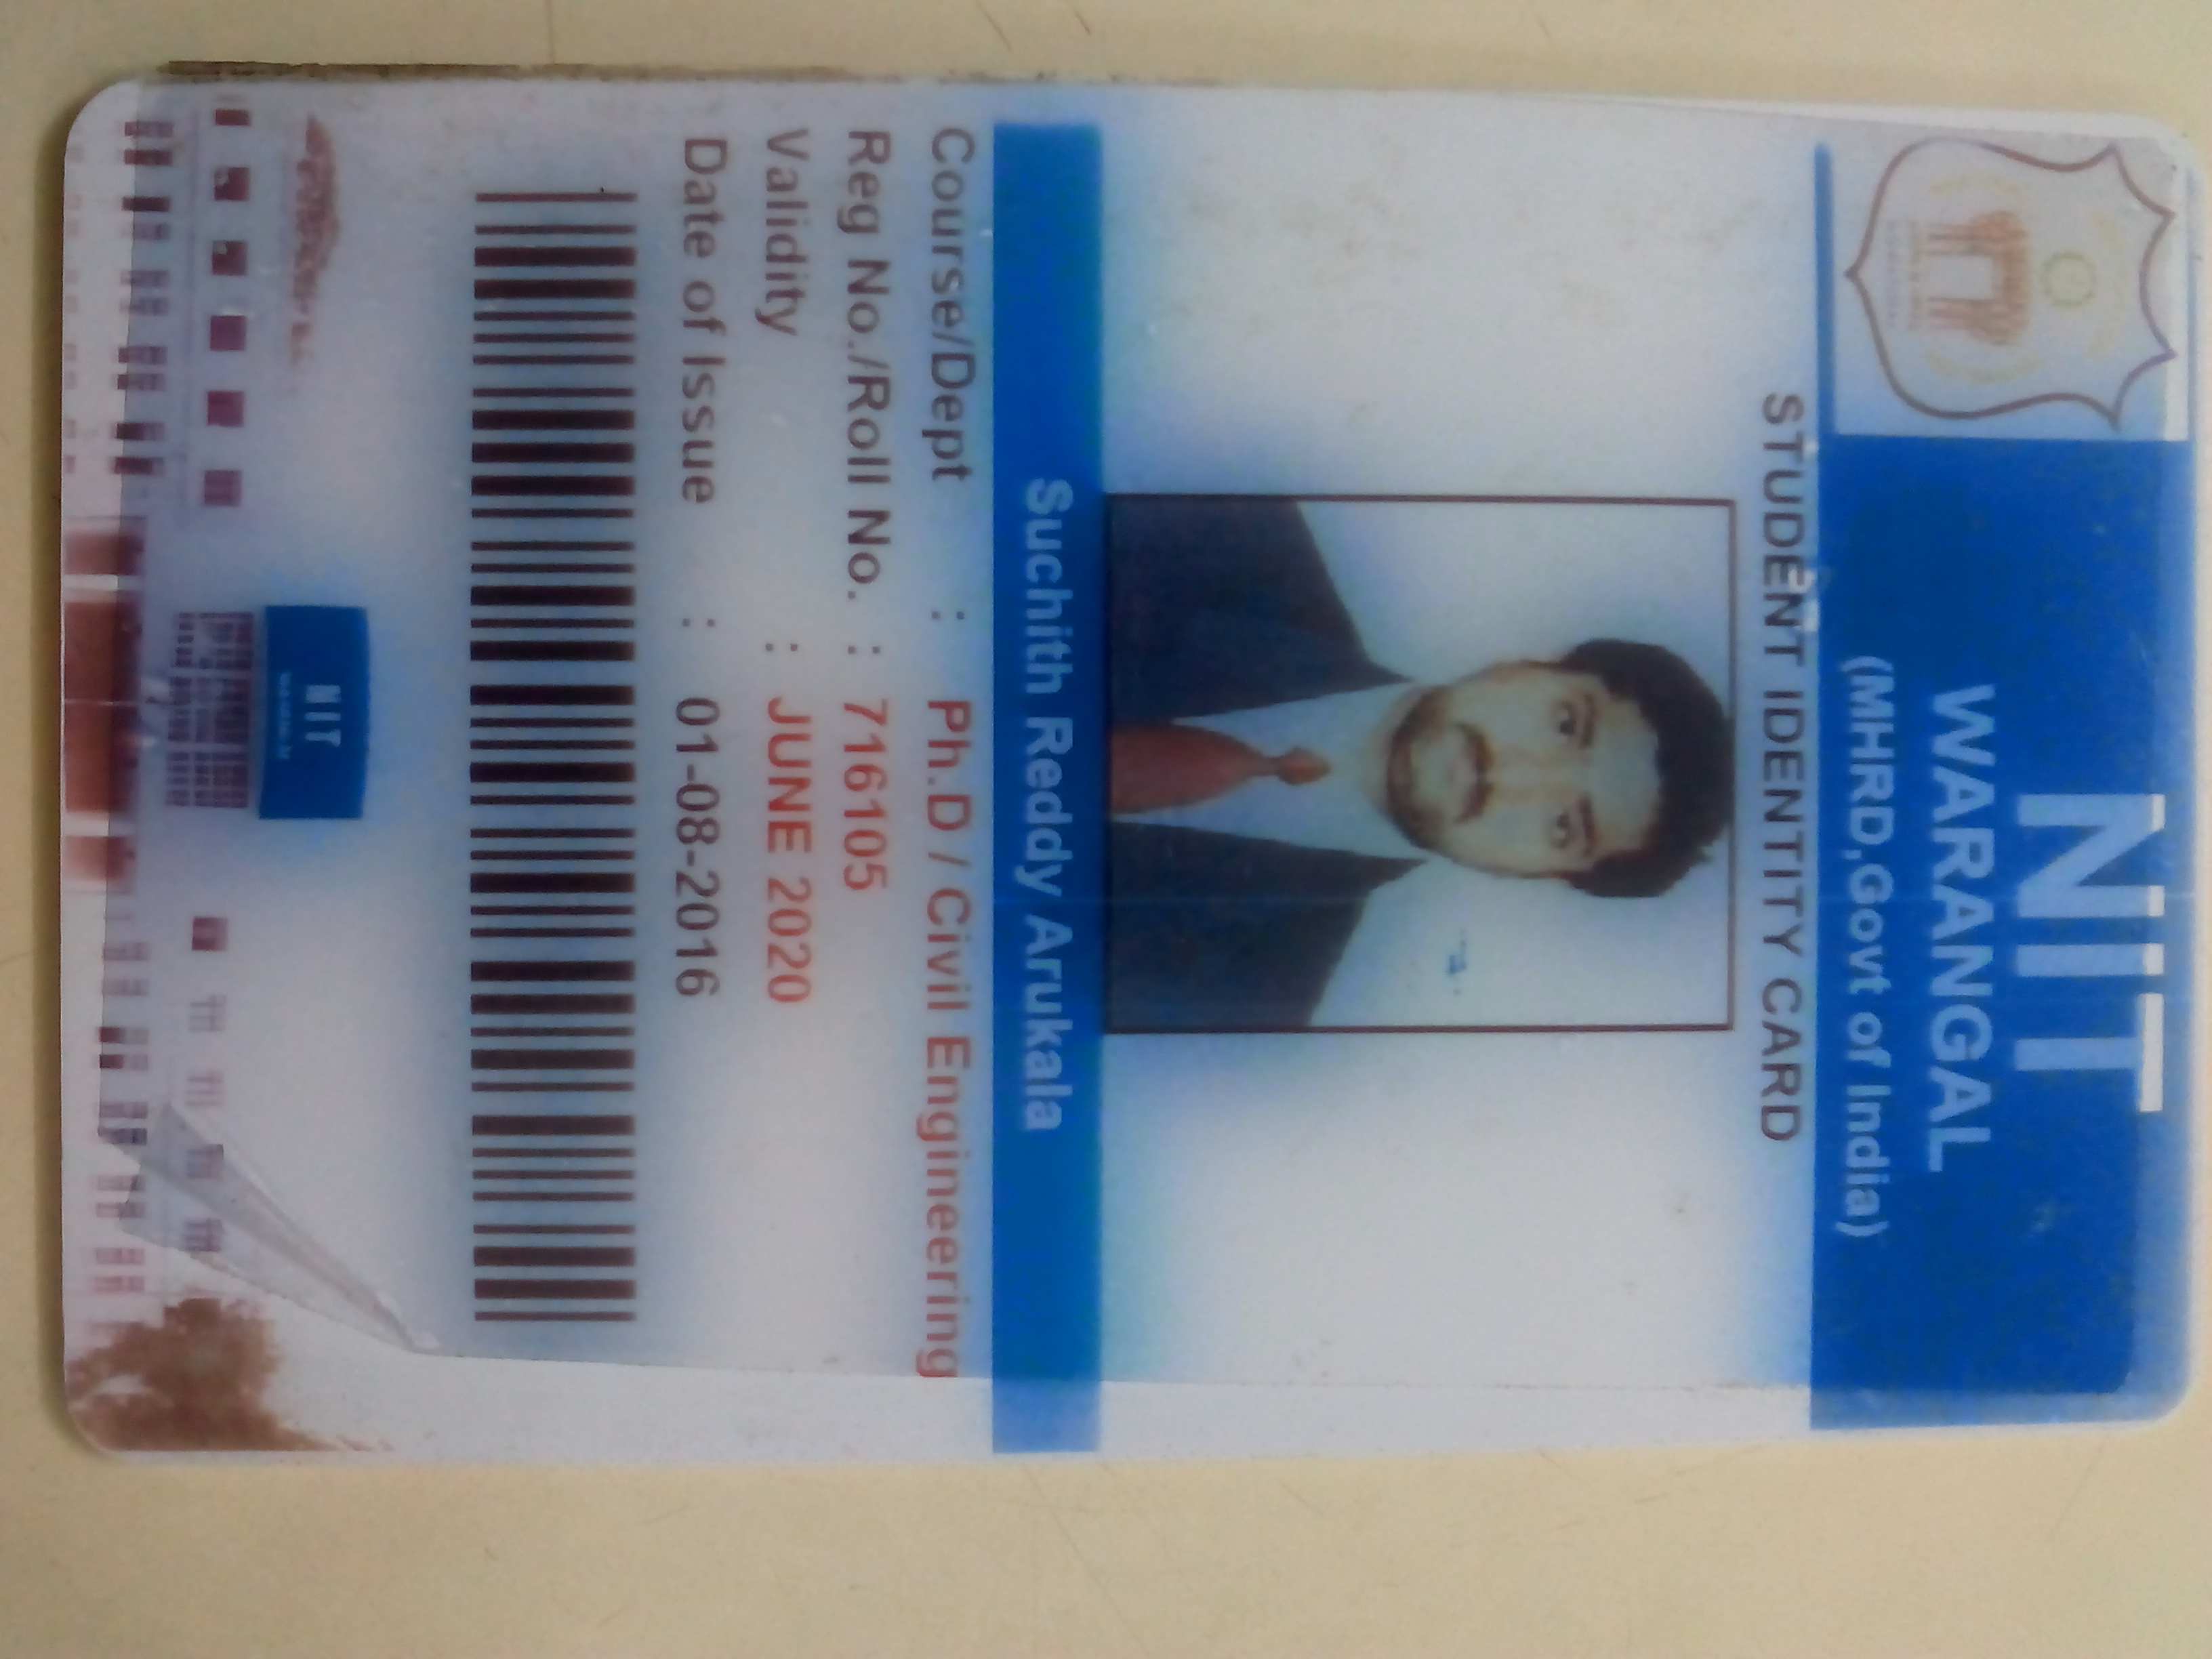 NIT
WARANGAL
(MHRD,Govt of India)
STUDENT IDENTITY CARD
Suchith Reddy Arukala
Course/Dept : Ph.D / Civil Engineering
Reg No./Roll No. : 716105
Validity : JUNE 2020
Date of Issue : 01-08-2016
NIT